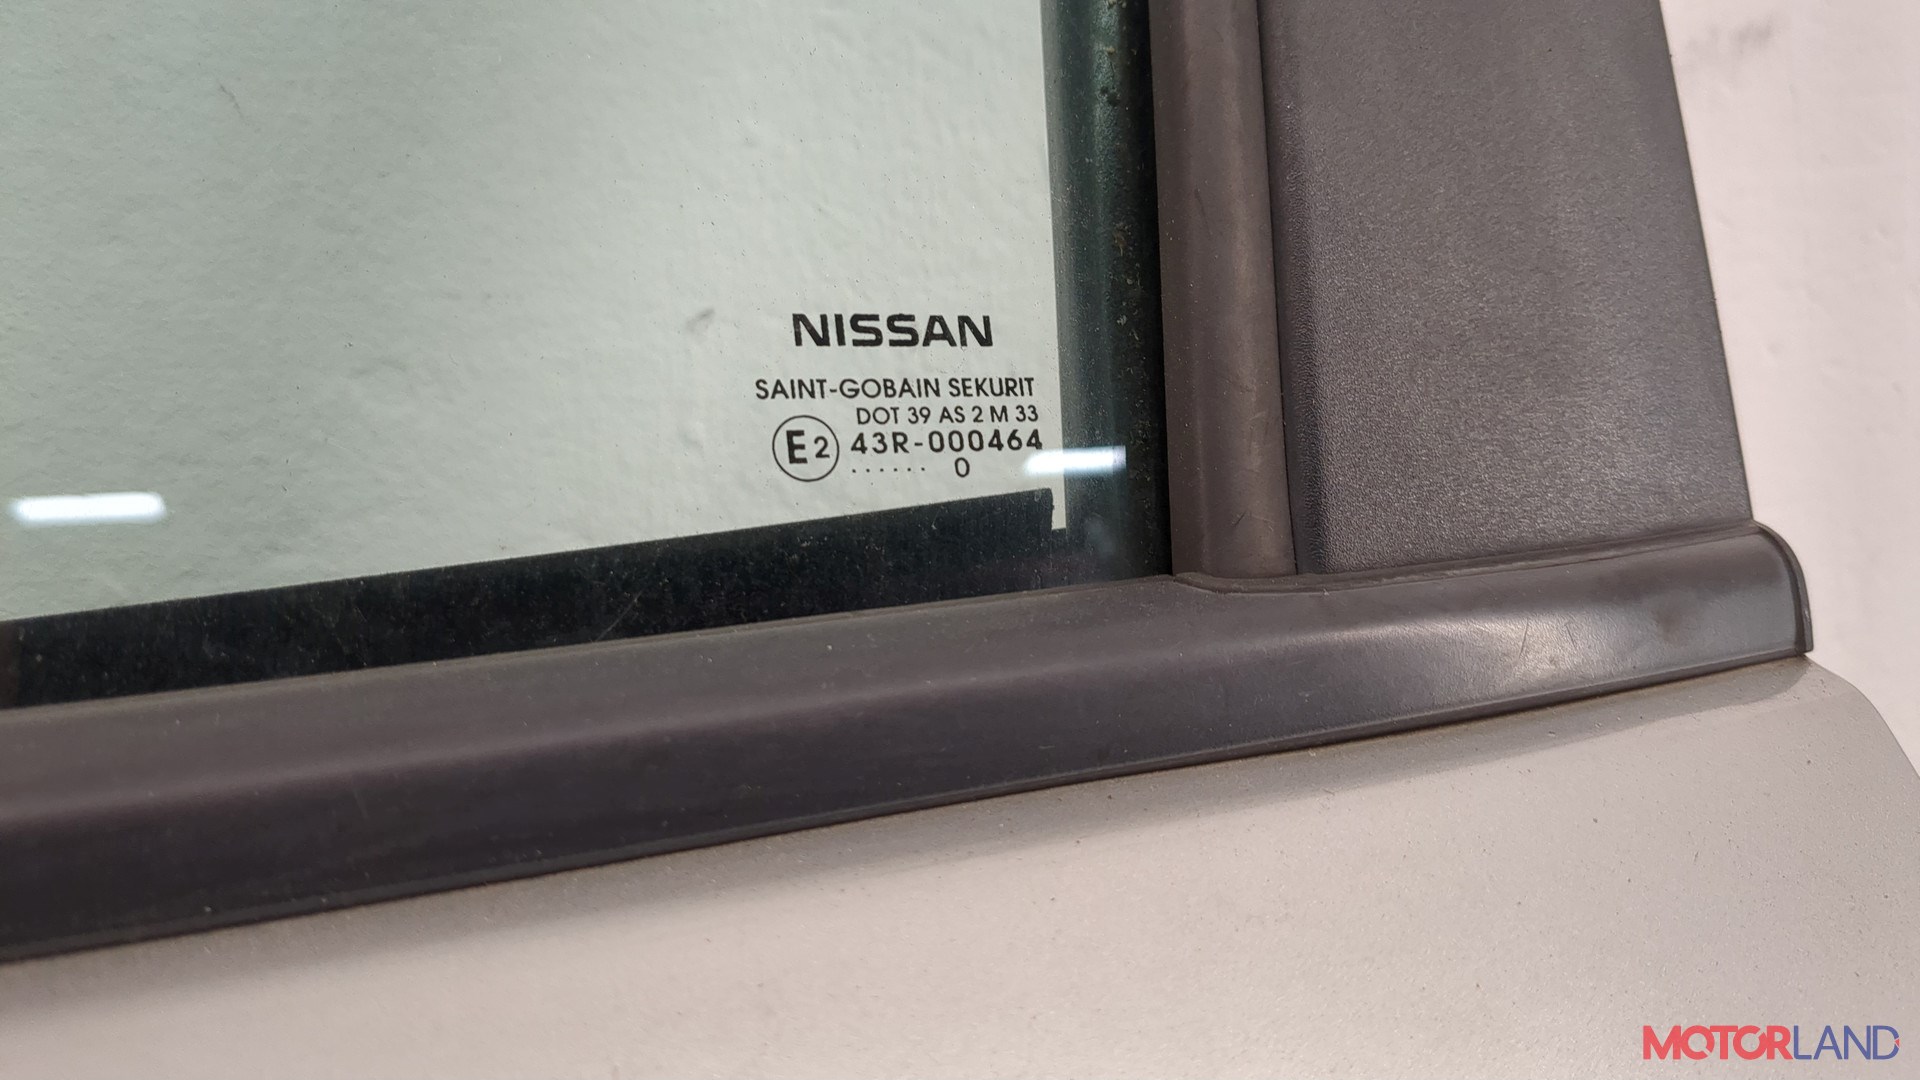 NISSAN
SAINT-GOBAIN SEKURIT
DOT 39 AS 2 M 33
E2 43R-000464
...... 0
MOTORLAND